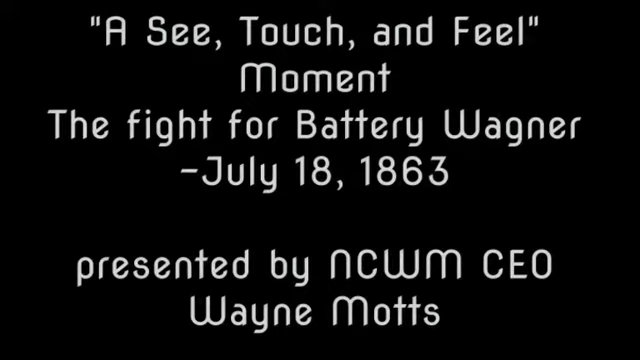 "A See, Touch, and Feel"
Moment
The fight for Battery Wagner
-July 18, 1863
presented by NCWM CEO
Wayne Motts